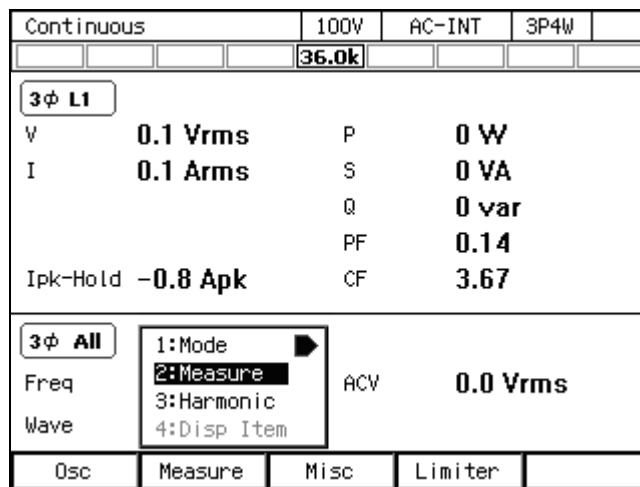 Continuous 100V AC-INT 3P4W
36.0k
3φ L1
V 0.1 Vrms P 0 W
I 0.1 Arms S 0 VA
Q 0 var
PF 0.14
Ipk-Hold -0.8 Apk CF 3.67
3φ All
1:Mode
2:Measure
3:Harmonic
4:Disp Item
Freq ACV 0.0 Vrms
Wave
Osc Measure Misc Limiter